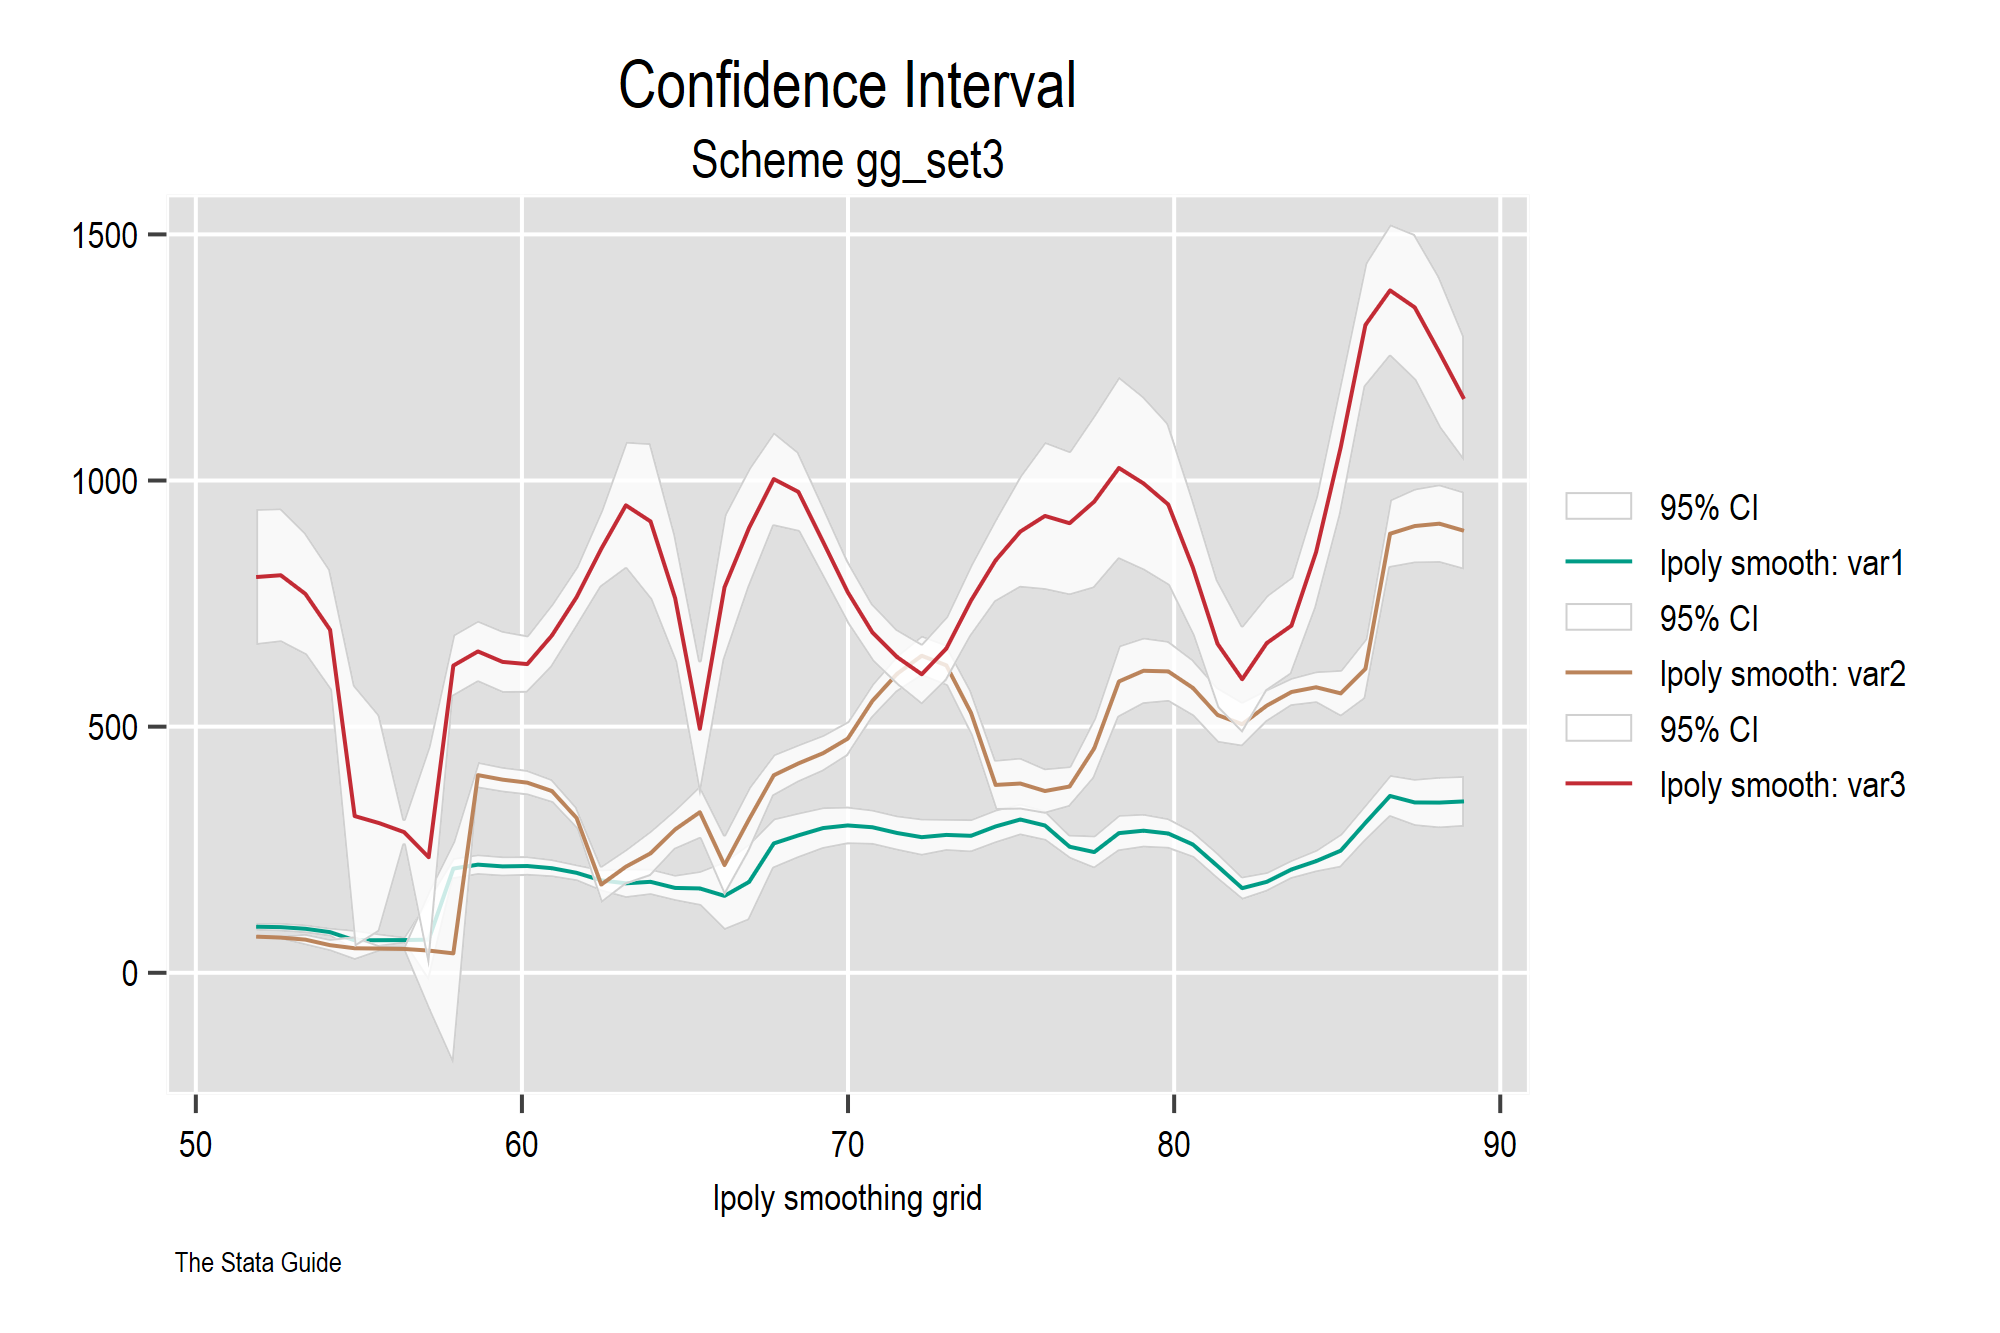 Confidence Interval
Scheme gg_set3
1500
1000
500
0
50 60 70 80 90
lpoly smoothing grid
95% CI
lpoly smooth: var1
95% CI
lpoly smooth: var2
95% CI
lpoly smooth: var3
The Stata Guide